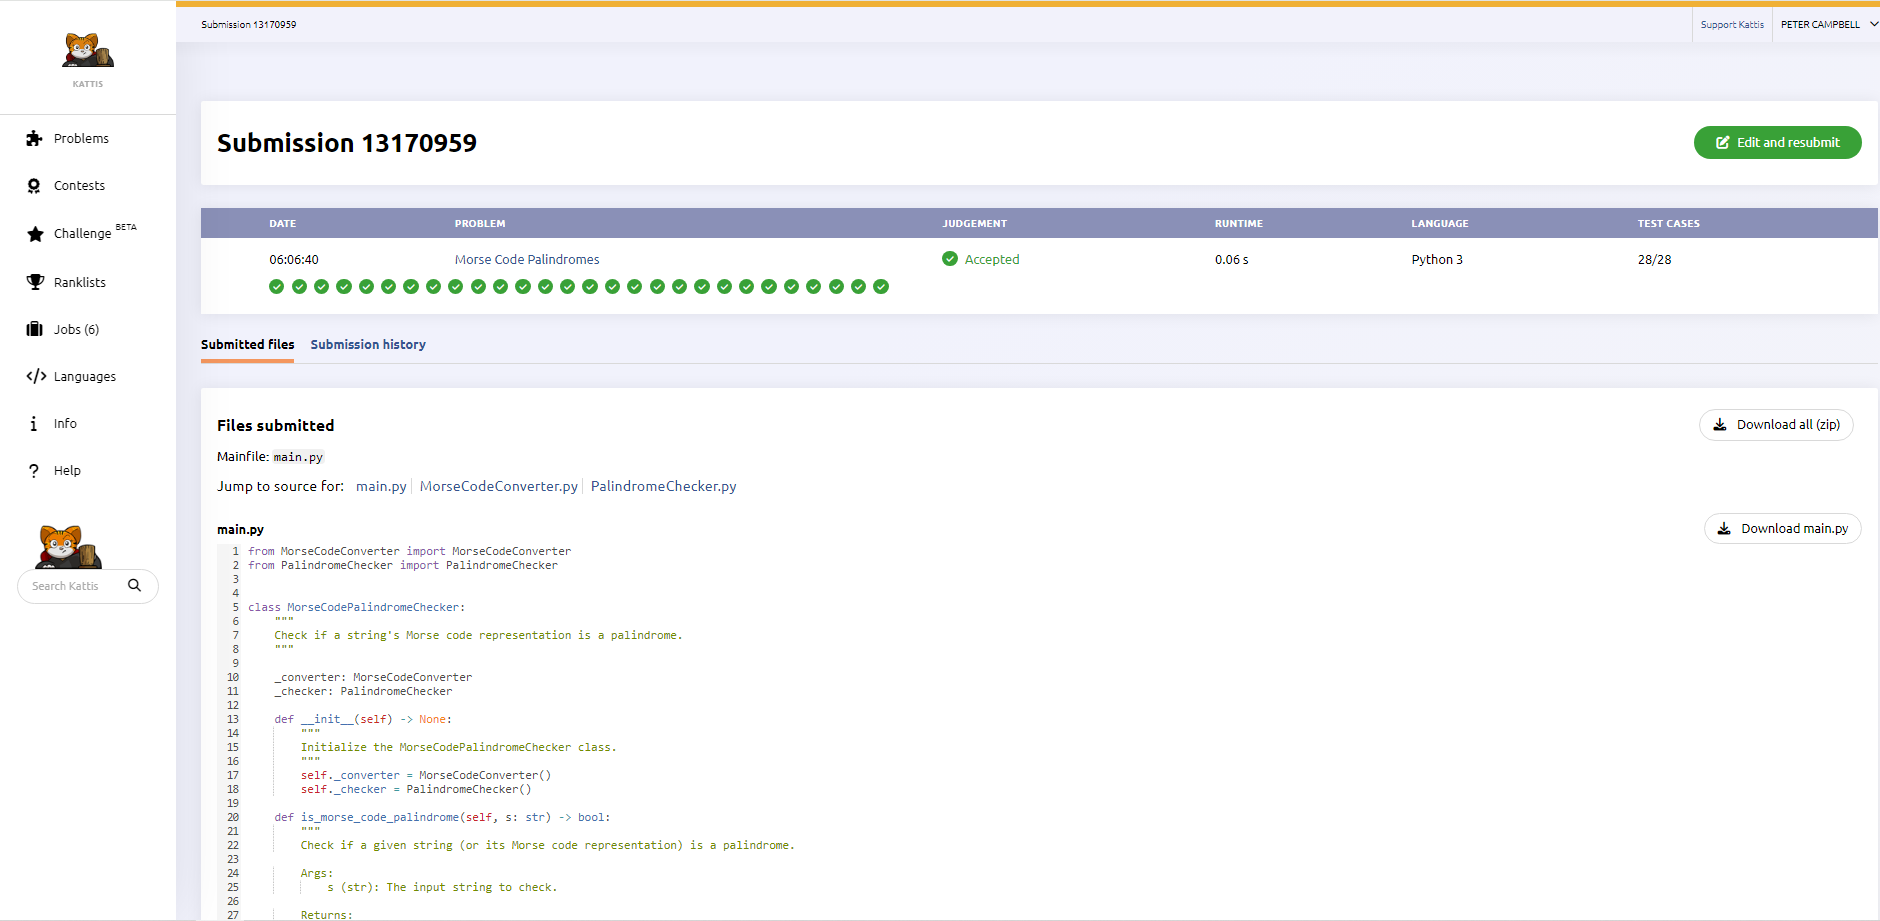 Submission 13170959
Support Kattis
PETER CAMPBELL
KATTIS
Problems
Contests
Challenge BETA
Ranklists
Jobs (6)
Languages
Info
Help
Search Kattis
Submission 13170959
Edit and resubmit
DATE PROBLEM JUDGEMENT RUNTIME LANGUAGE TEST CASES
06:06:40 Morse Code Palindromes Accepted 0.06 s Python 3 28/28
Submitted files Submission history
Files submitted
Download all (zip)
Mainfile: main.py
Jump to source for: main.py MorseCodeConverter.py PalindromeChecker.py
main.py
Download main.py
1 from MorseCodeConverter import MorseCodeConverter
2 from PalindromeChecker import PalindromeChecker
3
4
5 class MorseCodePalindromeChecker:
6     """
7     Check if a string's Morse code representation is a palindrome.
8     """
9
10     _converter: MorseCodeConverter
11     _checker: PalindromeChecker
12
13     def __init__(self) -> None:
14         """
15         Initialize the MorseCodePalindromeChecker class.
16         """
17         self._converter = MorseCodeConverter()
18         self._checker = PalindromeChecker()
19
20     def is_morse_code_palindrome(self, s: str) -> bool:
21         """
22         Check if a given string (or its Morse code representation) is a palindrome.
23
24         Args:
25             s (str): The input string to check.
26
27         Returns: